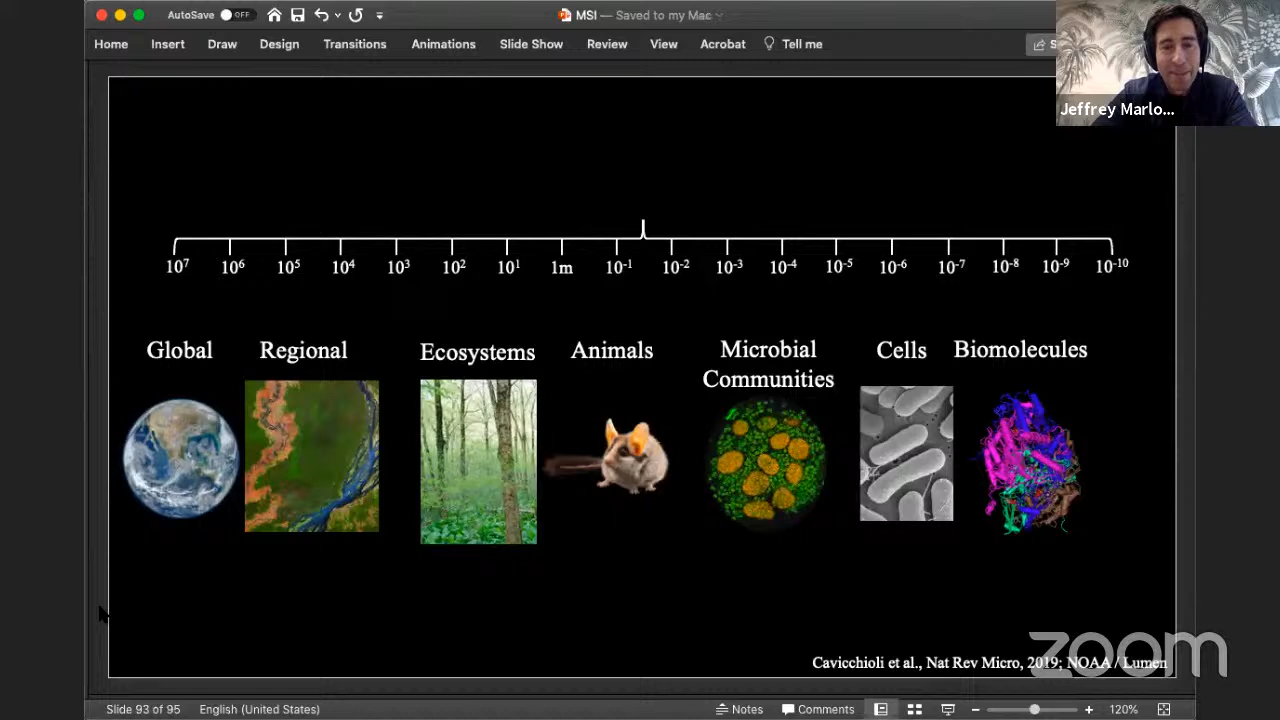 AutoSave OFF
MSI — Saved to my Mac
Home Insert Draw Design Transitions Animations Slide Show Review View Acrobat Tell me S
Jeffrey Marlo...
10⁷ 10⁶ 10⁵ 10⁴ 10³ 10² 10¹ 1m 10⁻¹ 10⁻² 10⁻³ 10⁻⁴ 10⁻⁵ 10⁻⁶ 10⁻⁷ 10⁻⁸ 10⁻⁹ 10⁻¹⁰
Global Regional Ecosystems Animals Microbial Cells Biomolecules
Communities
zoom
Cavicchioli et al., Nat Rev Micro, 2019; NOAA / Lumen
Slide 93 of 95 English (United States) Notes Comments 120%